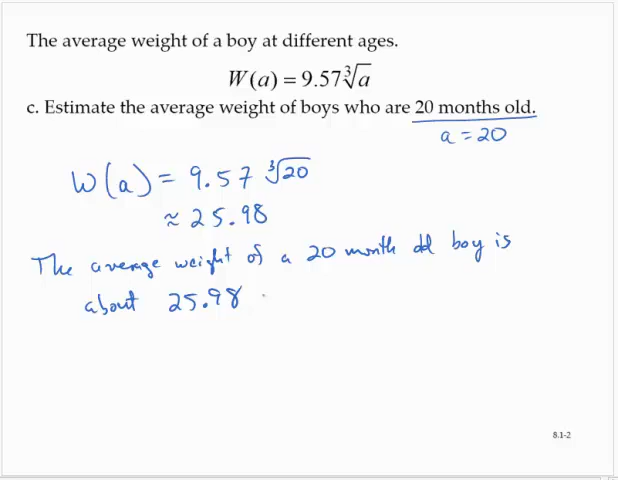 The average weight of a boy at different ages.
W(a) = 9.57∛a
c. Estimate the average weight of boys who are 20 months old.
a = 20
W(a) = 9.57 ∛20
≈ 25.98
The average weight of a 20 month old boy is
about 25.98
8.1-2